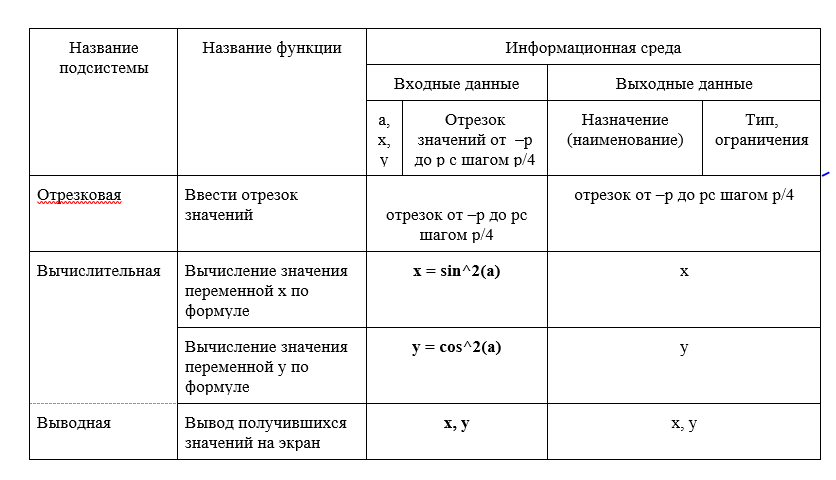 Название
подсистемы
Название функции
Информационная среда
Входные данные
Выходные данные
а,
х,
у
Отрезок
значений от –p
до p с шагом p/4
Назначение
(наименование)
Тип,
ограничения
Отрезковая
Ввести отрезок
значений
отрезок от –p до pс
шагом p/4
отрезок от –p до pс шагом p/4
Вычислительная
Вычисление значения
переменной x по
формуле
x = sin^2(a)
x
Вычисление значения
переменной y по
формуле
y = cos^2(a)
y
Выводная
Вывод получившихся
значений на экран
x, y
x, y